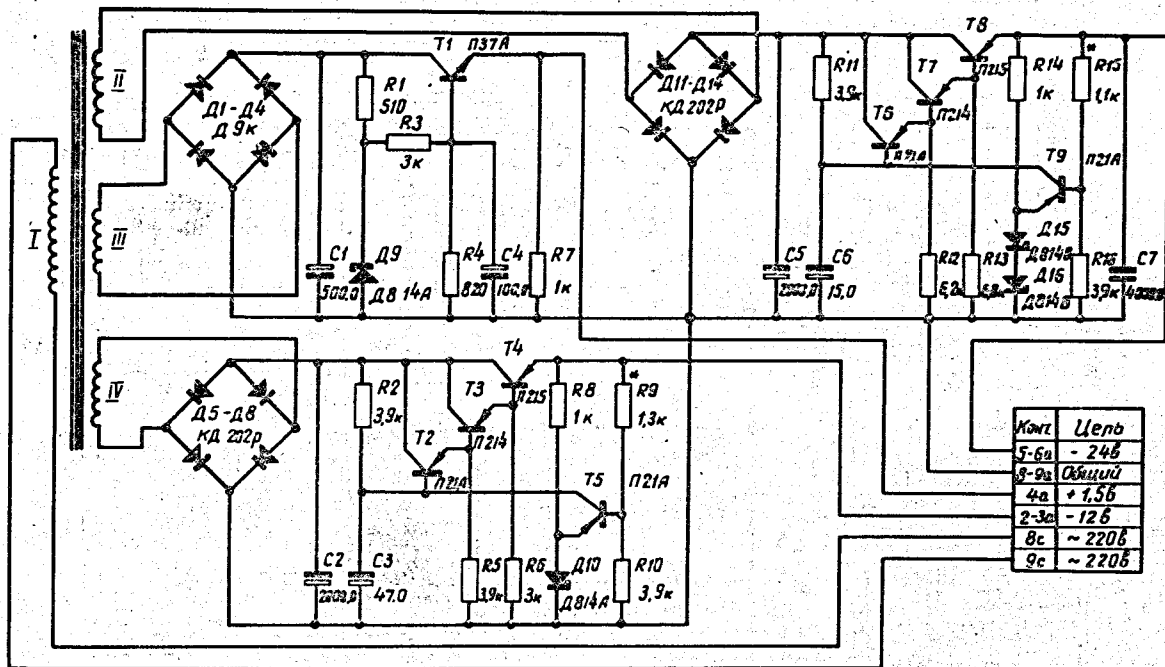 II
III
I
IV
Д1-Д4
Д9к
R1
510
R3
3к
T1
П37А
C1
500,0
Д9
Д814А
R4
820
C4
100,0
R7
1к
Д11-Д14
КД202Р
R11
3,9к
T6
П21А
T7
П214
T8
П215
R14
1к
*
R15
1,1к
T9
П21А
C5
C6
15,0
R12
R13
Д15
Д814В
Д16
Д814В
R16
3,9к
C7
Д5-Д8
КД202Р
R2
3,9к
T2
П21А
T3
П214
T4
П215
R8
1к
*
R9
1,3к
T5
П21А
C2
C3
47.0
R5
3,9к
R6
3к
Д10
Д814А
R10
3,9к
Конт Цепь
5-6а - 24в
8-9а Общий
4а + 1,5в
2-3а - 12в
8с ~ 220в
9с ~ 220в